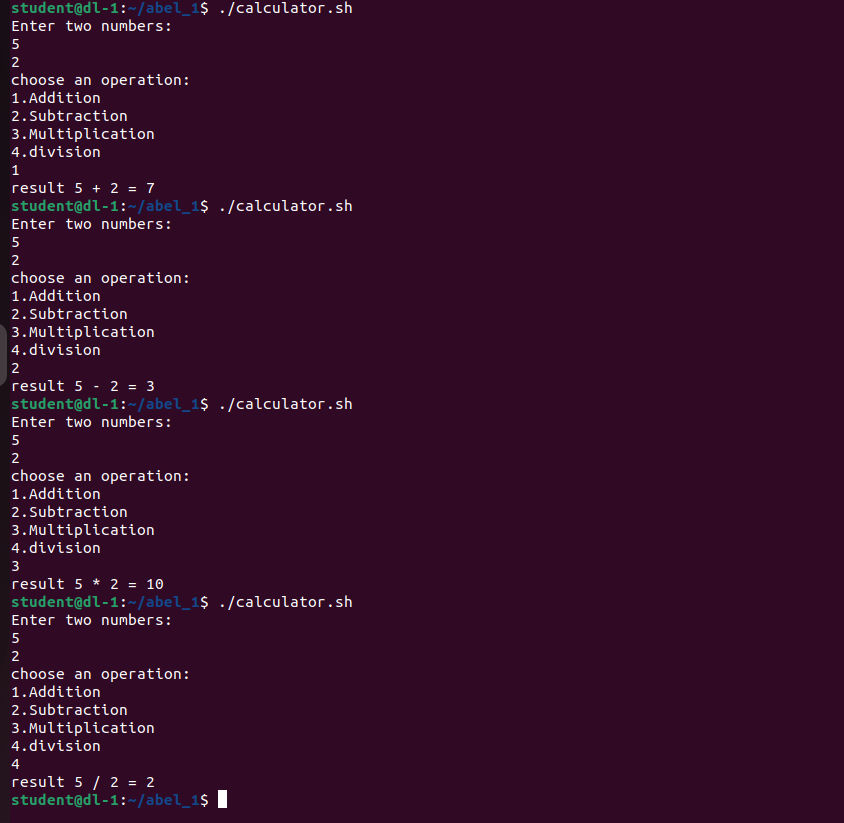 student@dl-1:~/abel_1$ ./calculator.sh
Enter two numbers:
5
2
choose an operation:
1.Addition
2.Subtraction
3.Multiplication
4.division
1
result 5 + 2 = 7
student@dl-1:~/abel_1$ ./calculator.sh
Enter two numbers:
5
2
choose an operation:
1.Addition
2.Subtraction
3.Multiplication
4.division
2
result 5 - 2 = 3
student@dl-1:~/abel_1$ ./calculator.sh
Enter two numbers:
5
2
choose an operation:
1.Addition
2.Subtraction
3.Multiplication
4.division
3
result 5 * 2 = 10
student@dl-1:~/abel_1$ ./calculator.sh
Enter two numbers:
5
2
choose an operation:
1.Addition
2.Subtraction
3.Multiplication
4.division
4
result 5 / 2 = 2
student@dl-1:~/abel_1$